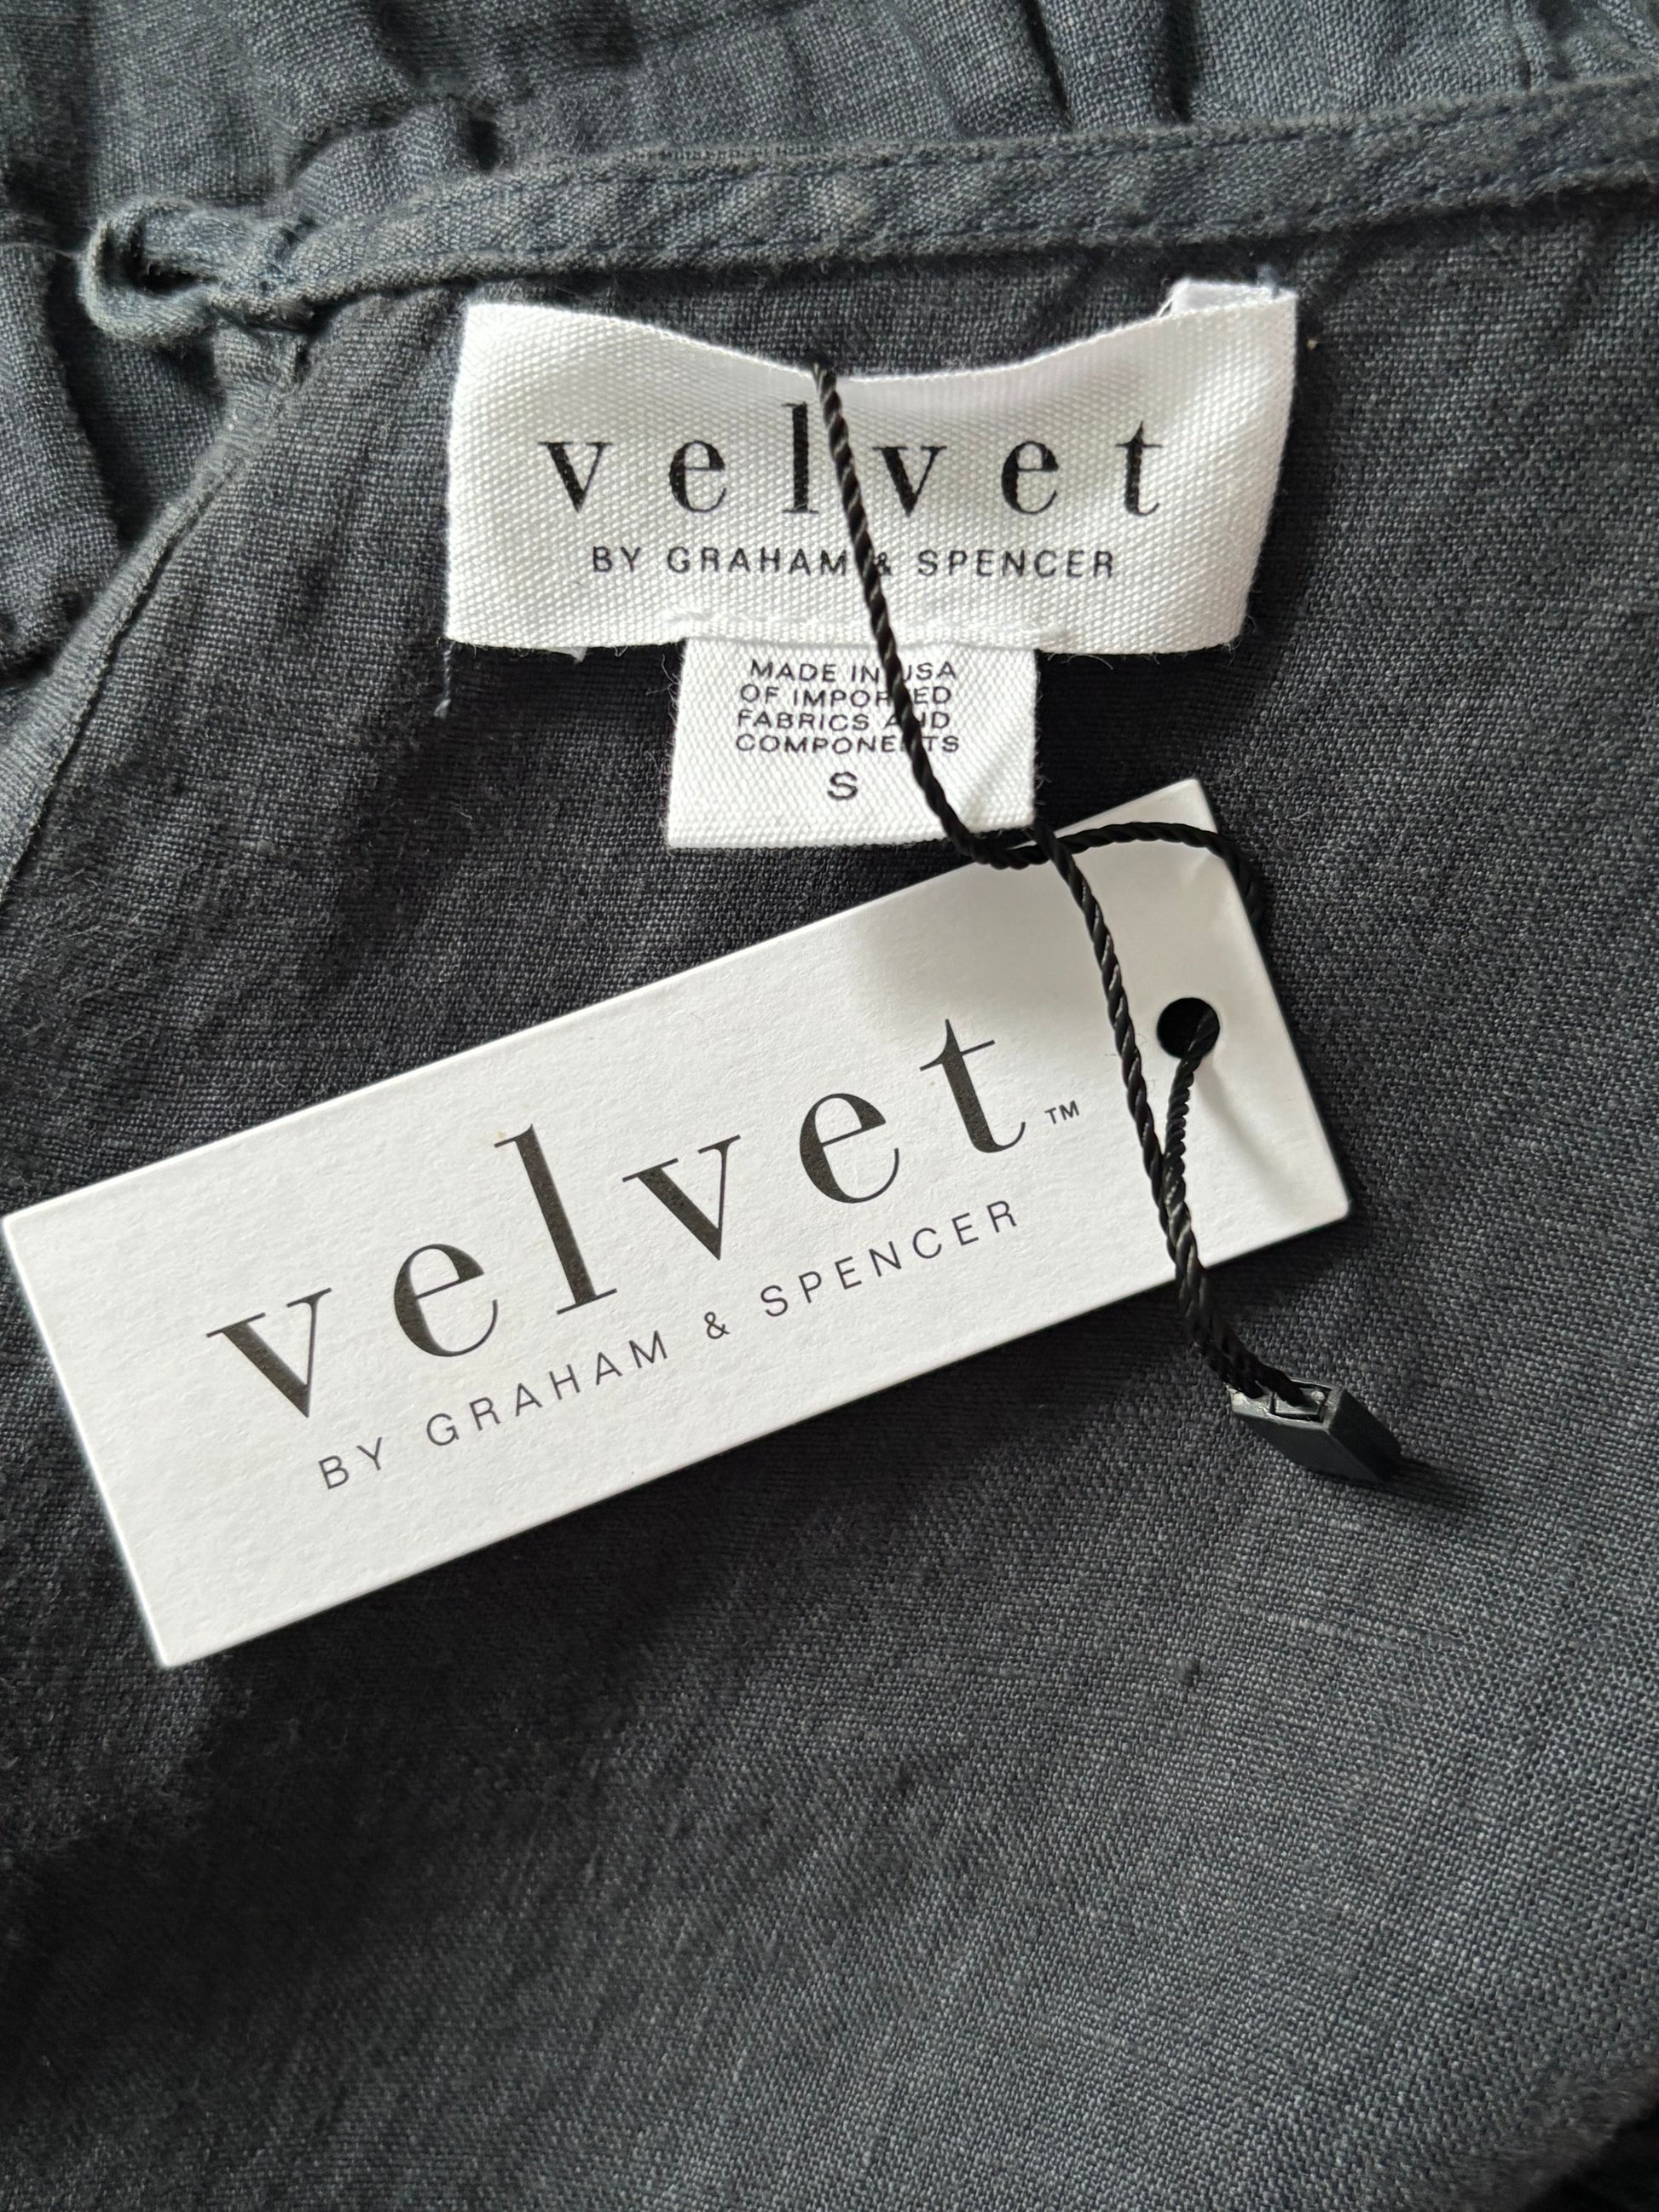 velvet
BY GRAHAM & SPENCER
MADE IN USA
OF IMPORTED
FABRICS AND
COMPONENTS
S
velvet™
BY GRAHAM & SPENCER